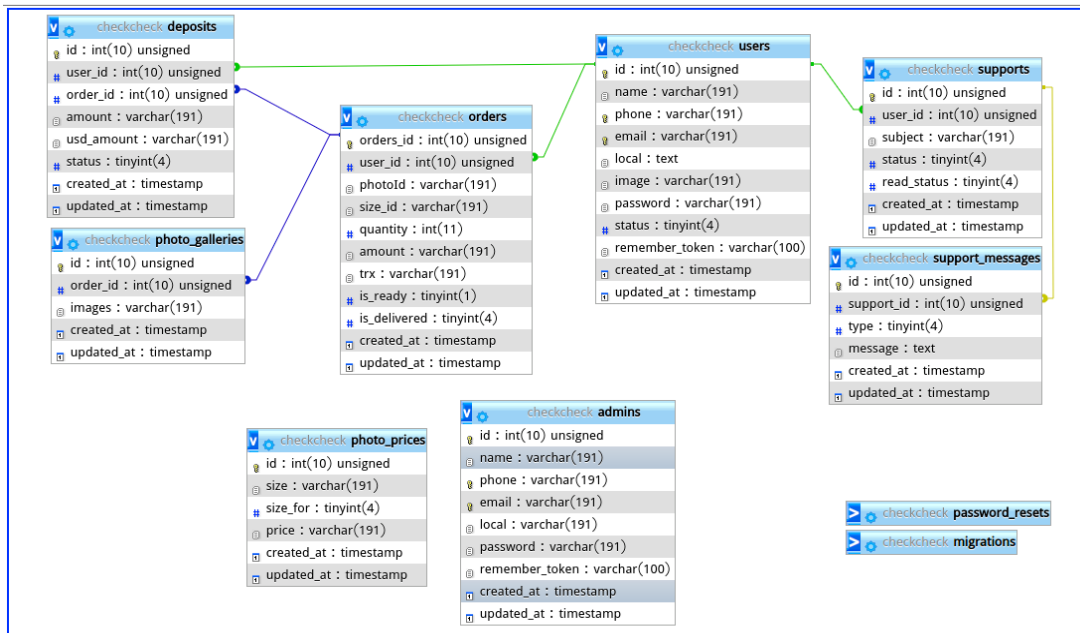 checkcheck deposits
id : int(10) unsigned
user_id : int(10) unsigned
order_id : int(10) unsigned
amount : varchar(191)
usd_amount : varchar(191)
status : tinyint(4)
created_at : timestamp
updated_at : timestamp
checkcheck photo_galleries
id : int(10) unsigned
order_id : int(10) unsigned
images : varchar(191)
created_at : timestamp
updated_at : timestamp
checkcheck orders
orders_id : int(10) unsigned
user_id : int(10) unsigned
photoId : varchar(191)
size_id : varchar(191)
quantity : int(11)
amount : varchar(191)
trx : varchar(191)
is_ready : tinyint(1)
is_delivered : tinyint(4)
created_at : timestamp
updated_at : timestamp
checkcheck users
id : int(10) unsigned
name : varchar(191)
phone : varchar(191)
email : varchar(191)
local : text
image : varchar(191)
password : varchar(191)
status : tinyint(4)
remember_token : varchar(100)
created_at : timestamp
updated_at : timestamp
checkcheck supports
id : int(10) unsigned
user_id : int(10) unsigned
subject : varchar(191)
status : tinyint(4)
read_status : tinyint(4)
created_at : timestamp
updated_at : timestamp
checkcheck support_messages
id : int(10) unsigned
support_id : int(10) unsigned
type : tinyint(4)
message : text
created_at : timestamp
updated_at : timestamp
checkcheck photo_prices
id : int(10) unsigned
size : varchar(191)
size_for : tinyint(4)
price : varchar(191)
created_at : timestamp
updated_at : timestamp
checkcheck admins
id : int(10) unsigned
name : varchar(191)
phone : varchar(191)
email : varchar(191)
local : varchar(191)
password : varchar(191)
remember_token : varchar(100)
created_at : timestamp
updated_at : timestamp
checkcheck password_resets
checkcheck migrations